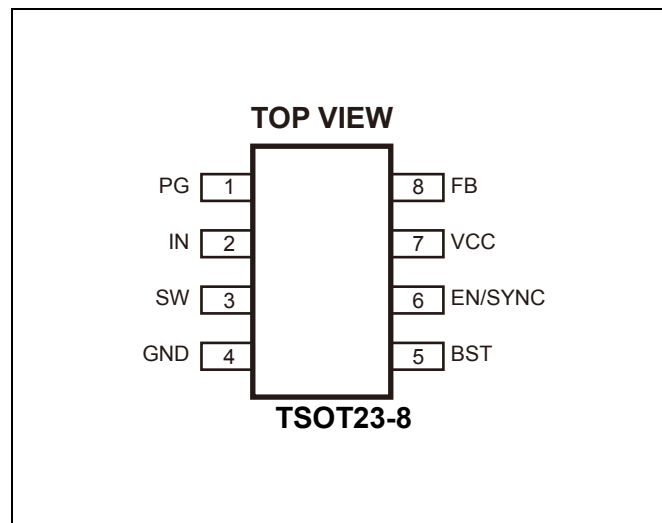 TOP VIEW
PG 1 8 FB
IN 2 7 VCC
SW 3 6 EN/SYNC
GND 4 5 BST
TSOT23-8